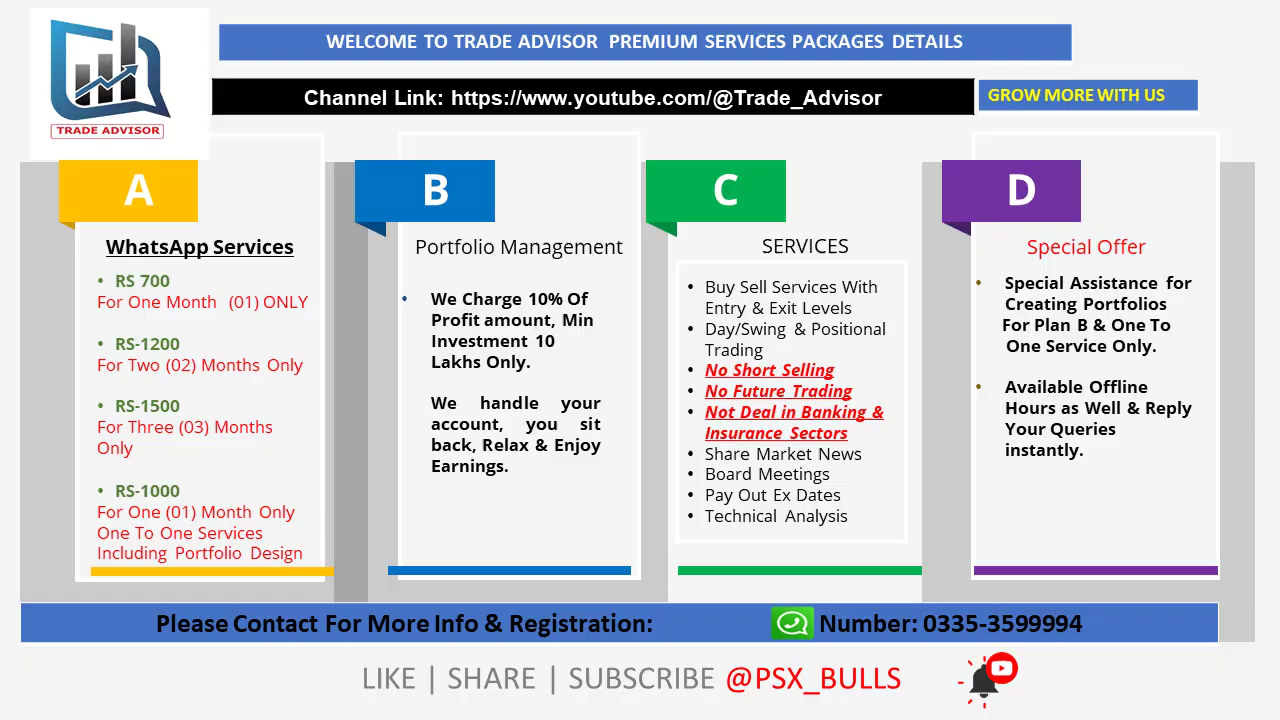 WELCOME TO TRADE ADVISOR PREMIUM SERVICES PACKAGES DETAILS
Channel Link: https://www.youtube.com/@Trade_Advisor
GROW MORE WITH US
TRADE ADVISOR
A
WhatsApp Services
• RS 700
For One Month (01) ONLY
• RS-1200
For Two (02) Months Only
• RS-1500
For Three (03) Months
Only
• RS-1000
For One (01) Month Only
One To One Services
Including Portfolio Design
B
Portfolio Management
• We Charge 10% Of
Profit amount, Min
Investment 10
Lakhs Only.
We handle your
account, you sit
back, Relax & Enjoy
Earnings.
C
SERVICES
• Buy Sell Services With
Entry & Exit Levels
• Day/Swing & Positional
Trading
• No Short Selling
• No Future Trading
• Not Deal in Banking &
Insurance Sectors
• Share Market News
• Board Meetings
• Pay Out Ex Dates
• Technical Analysis
D
Special Offer
• Special Assistance for
Creating Portfolios
For Plan B & One To
One Service Only.
• Available Offline
Hours as Well & Reply
Your Queries
instantly.
Please Contact For More Info & Registration:
Number: 0335-3599994
LIKE | SHARE | SUBSCRIBE @PSX_BULLS